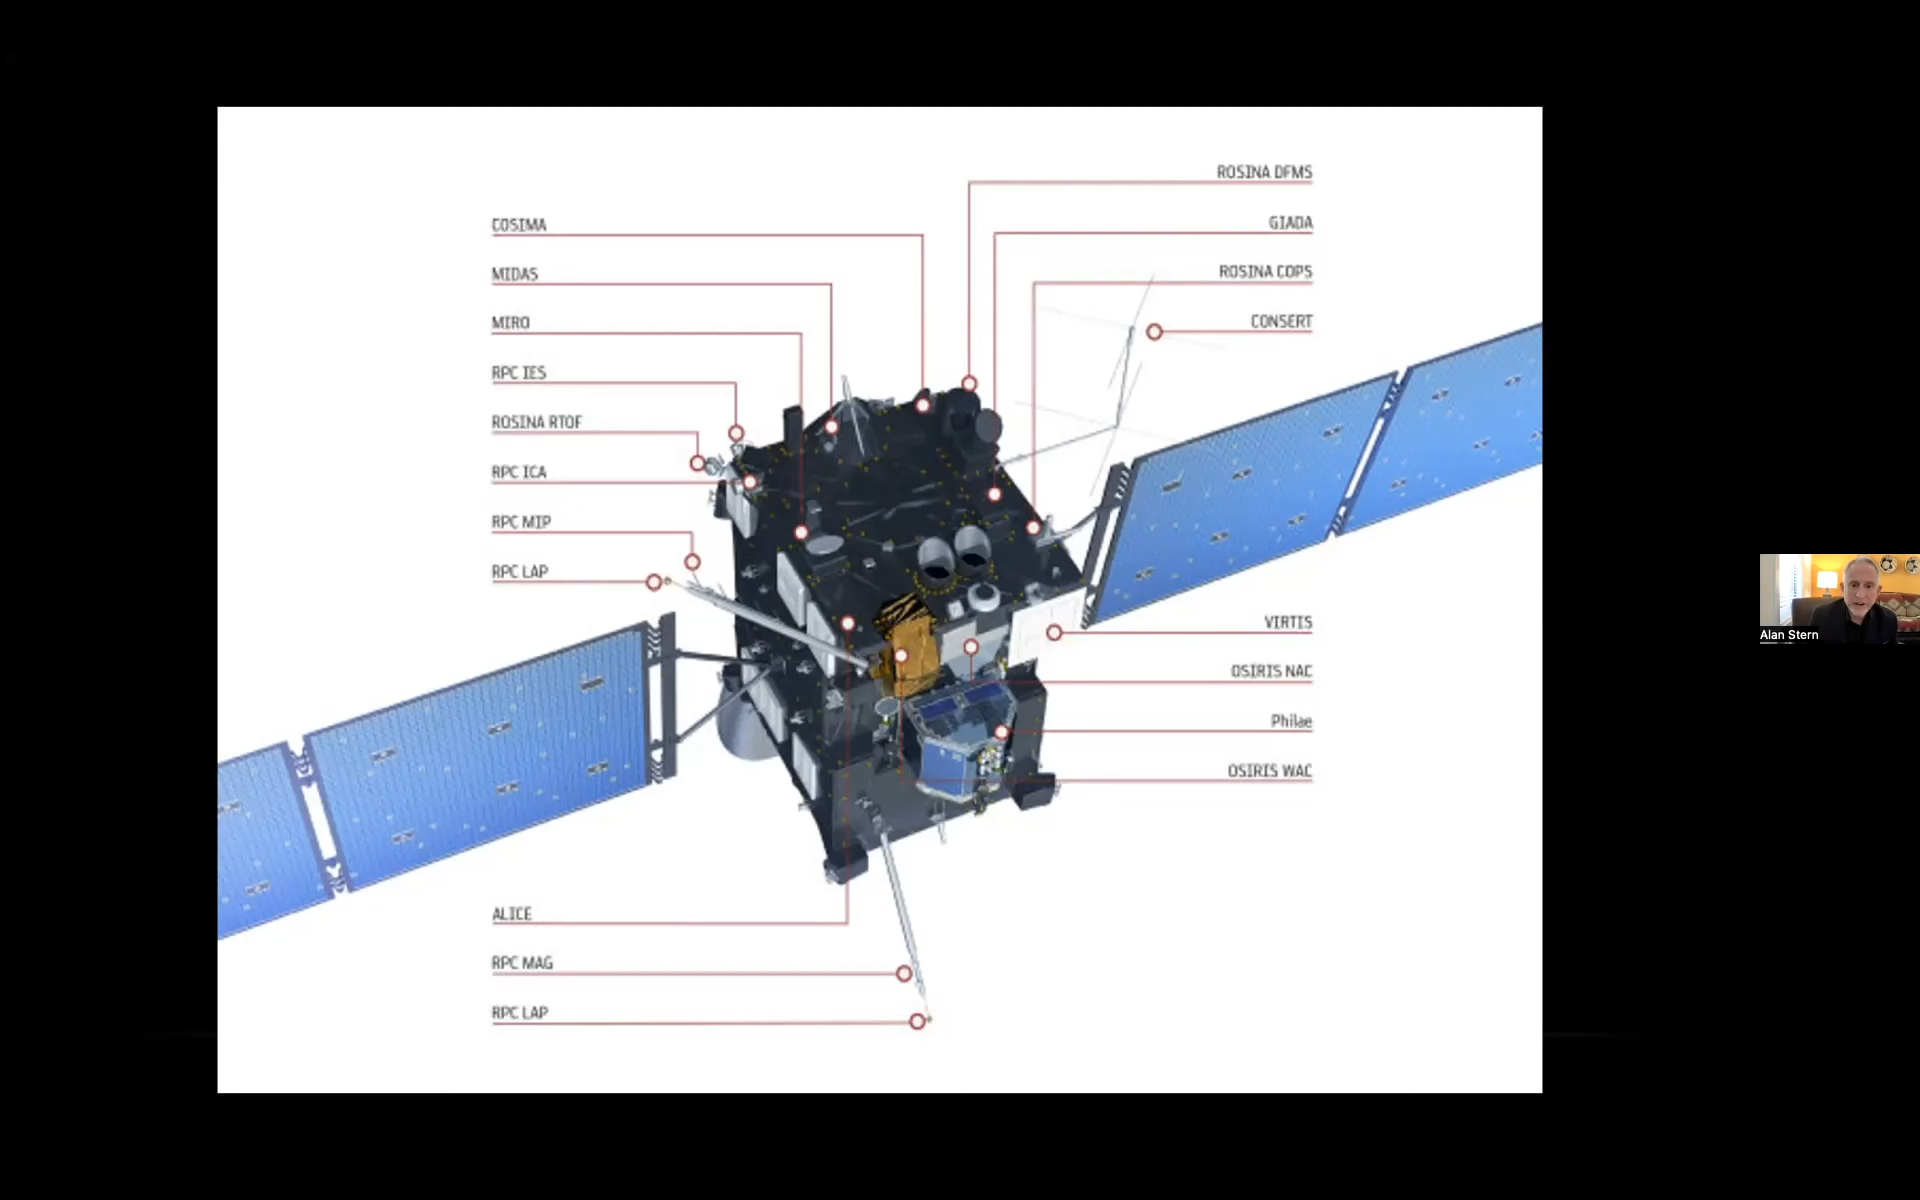 COSIMA
MIDAS
MIRO
RPC IES
ROSINA RTOF
RPC ICA
RPC MIP
RPC LAP
ALICE
RPC MAG
RPC LAP
ROSINA DFMS
GIADA
ROSINA COPS
CONSERT
VIRTIS
OSIRIS NAC
Philae
OSIRIS WAC
Alan Stern